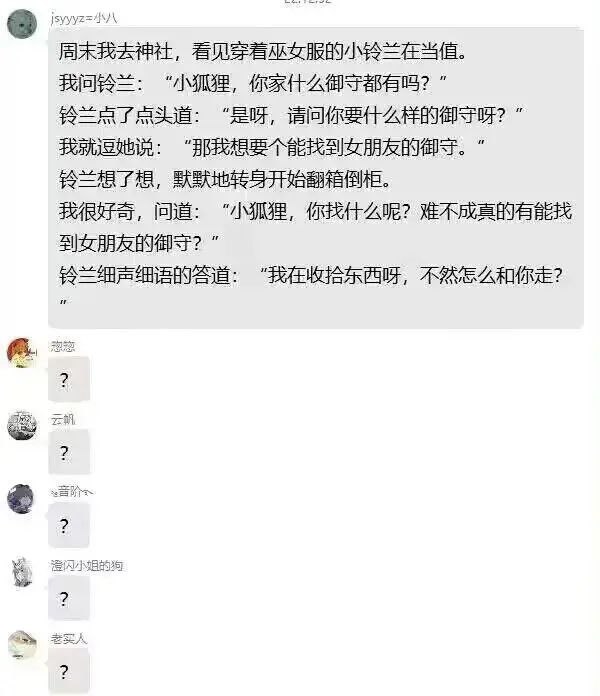 jsyyyz=小八
周末我去神社，看见穿着巫女服的小铃兰在当值。
我问铃兰：“小狐狸，你家什么御守都有吗？”
铃兰点了点头道：“是呀，请问你要什么样的御守呀？”
我就逗她说：“那我想要个能找到女朋友的御守。”
铃兰想了想，默默地转身开始翻箱倒柜。
我很好奇，问道：“小狐狸，你找什么呢？难不成真的有能找
到女朋友的御守？”
铃兰细声细语的答道：“我在收拾东西呀，不然怎么和你走？
”
惣惣
？
云帆
？
音阶
？
澄闪小姐的狗
？
老实人
？